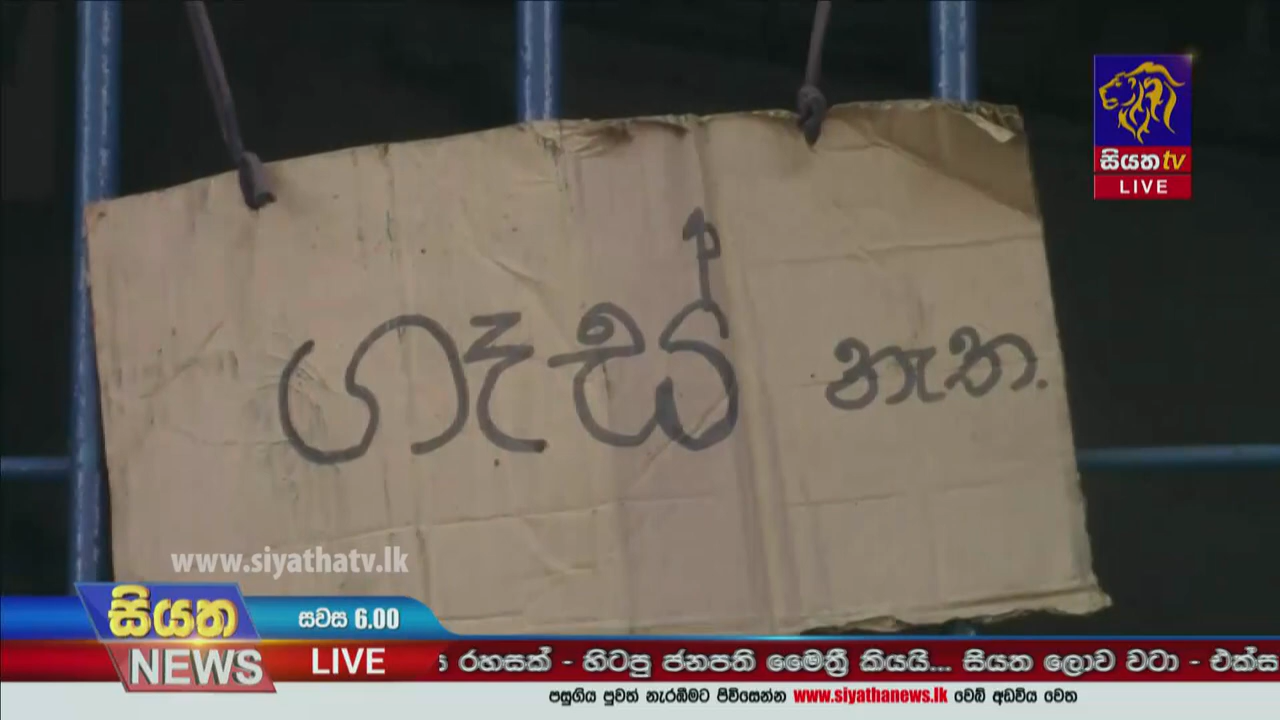 සියත tv
LIVE
ගෑස් නැත.
www.siyathatv.lk
සියත
NEWS
සවස 6.00
LIVE
රහසක් - හිටපු ජනපති මෛත්‍රී කියයි... සියත ලොව වටා - එක්ස
පසුගිය පුවත් නැරඹීමට පිවිසෙන්න www.siyathanews.lk වෙබ් අඩවිය වෙත